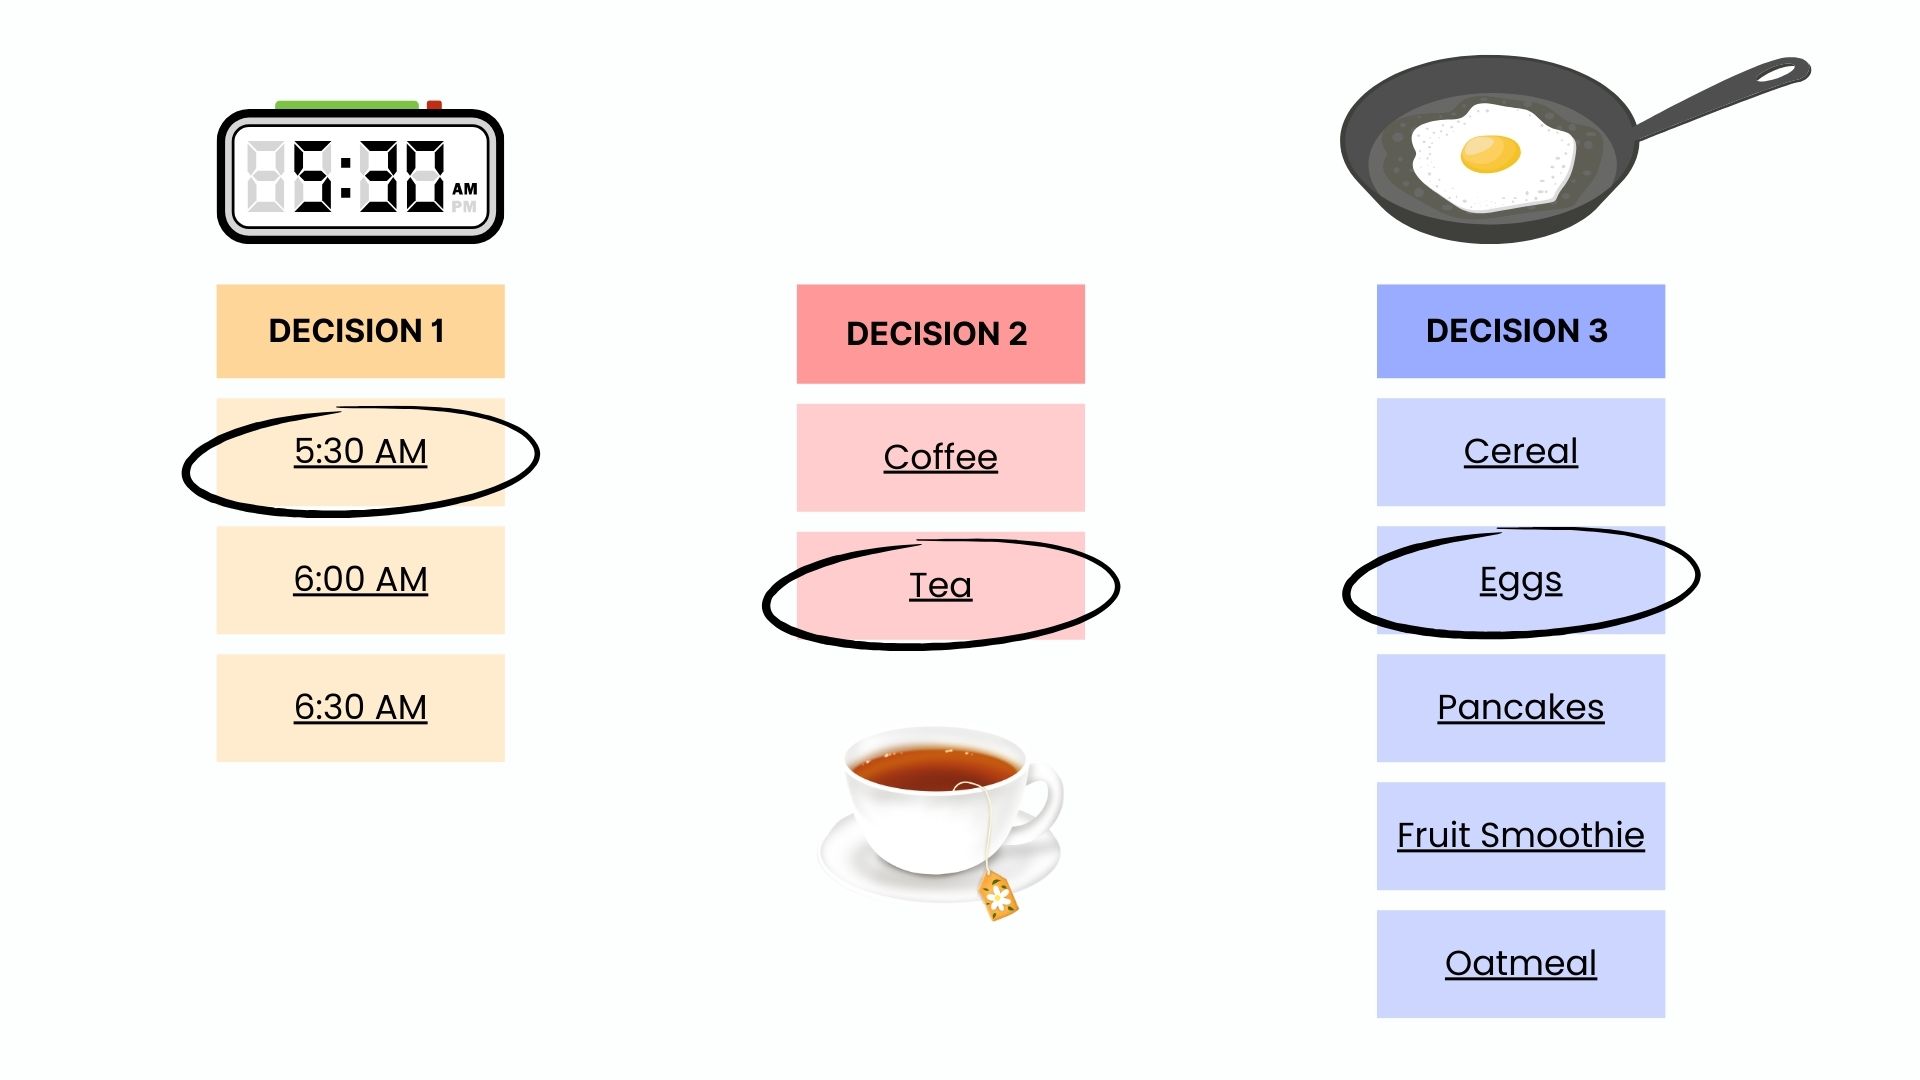 5:30
AM
PM
DECISION 1
5:30 AM
6:00 AM
6:30 AM
DECISION 2
Coffee
Tea
DECISION 3
Cereal
Eggs
Pancakes
Fruit Smoothie
Oatmeal